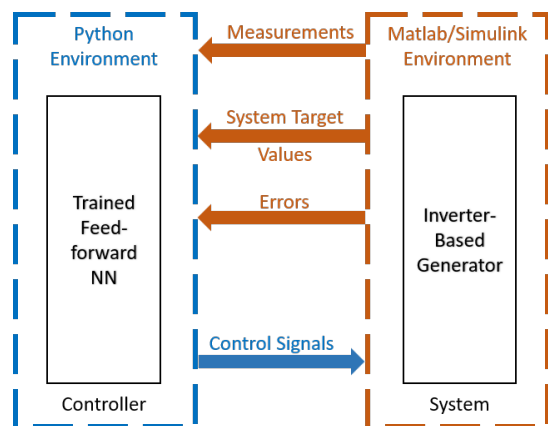 Python
Environment
Measurements
Matlab/Simulink
Environment
System Target
Values
Errors
Trained
Feed-
forward
NN
Inverter-
Based
Generator
Control Signals
Controller
System